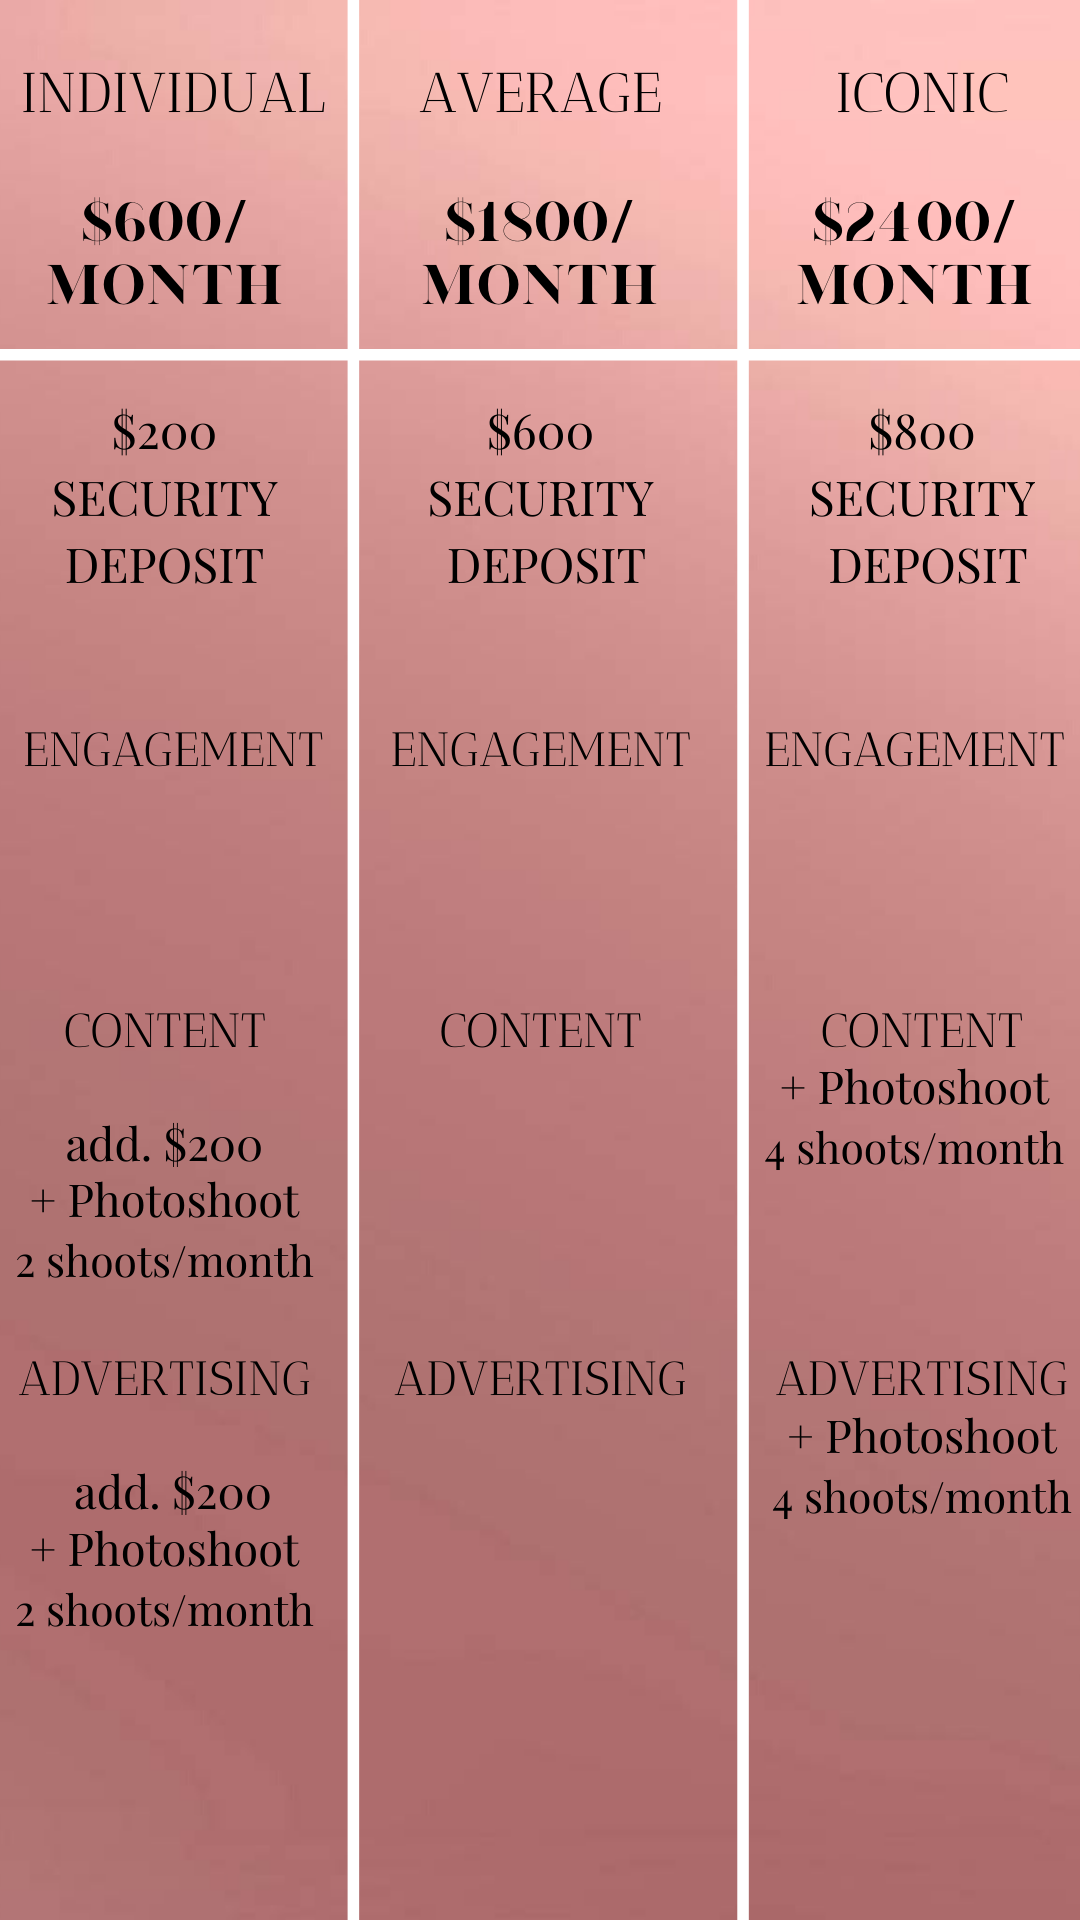 INDIVIDUAL
$600/
MONTH
$200
SECURITY
DEPOSIT
ENGAGEMENT
CONTENT
add. $200
+ Photoshoot
2 shoots/month
ADVERTISING
add. $200
+ Photoshoot
2 shoots/month
AVERAGE
$1800/
MONTH
$600
SECURITY
DEPOSIT
ENGAGEMENT
CONTENT
ADVERTISING
ICONIC
$2400/
MONTH
$800
SECURITY
DEPOSIT
ENGAGEMENT
CONTENT
+ Photoshoot
4 shoots/month
ADVERTISING
+ Photoshoot
4 shoots/month